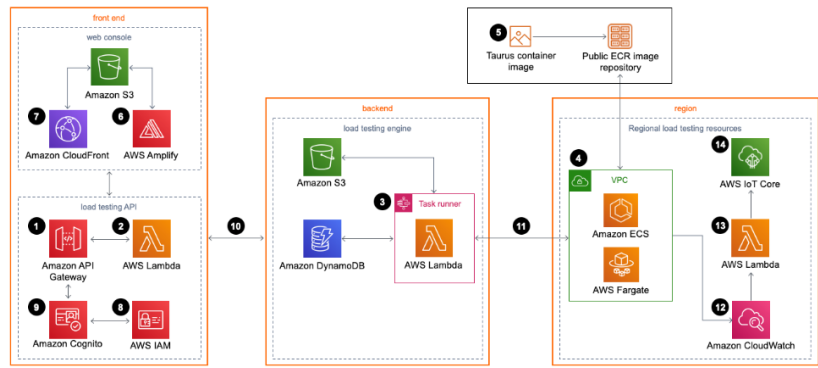 front end
web console
Amazon S3
7
6
Amazon CloudFront
AWS Amplify
load testing API
1
2
Amazon API
Gateway
AWS Lambda
9
8
Amazon Cognito
AWS IAM
10
backend
load testing engine
Amazon S3
3
Task runner
Amazon DynamoDB
AWS Lambda
11
5
Taurus container
image
Public ECR image
repository
region
Regional load testing resources
4
VPC
Amazon ECS
AWS Fargate
14
AWS IoT Core
13
AWS Lambda
12
Amazon CloudWatch